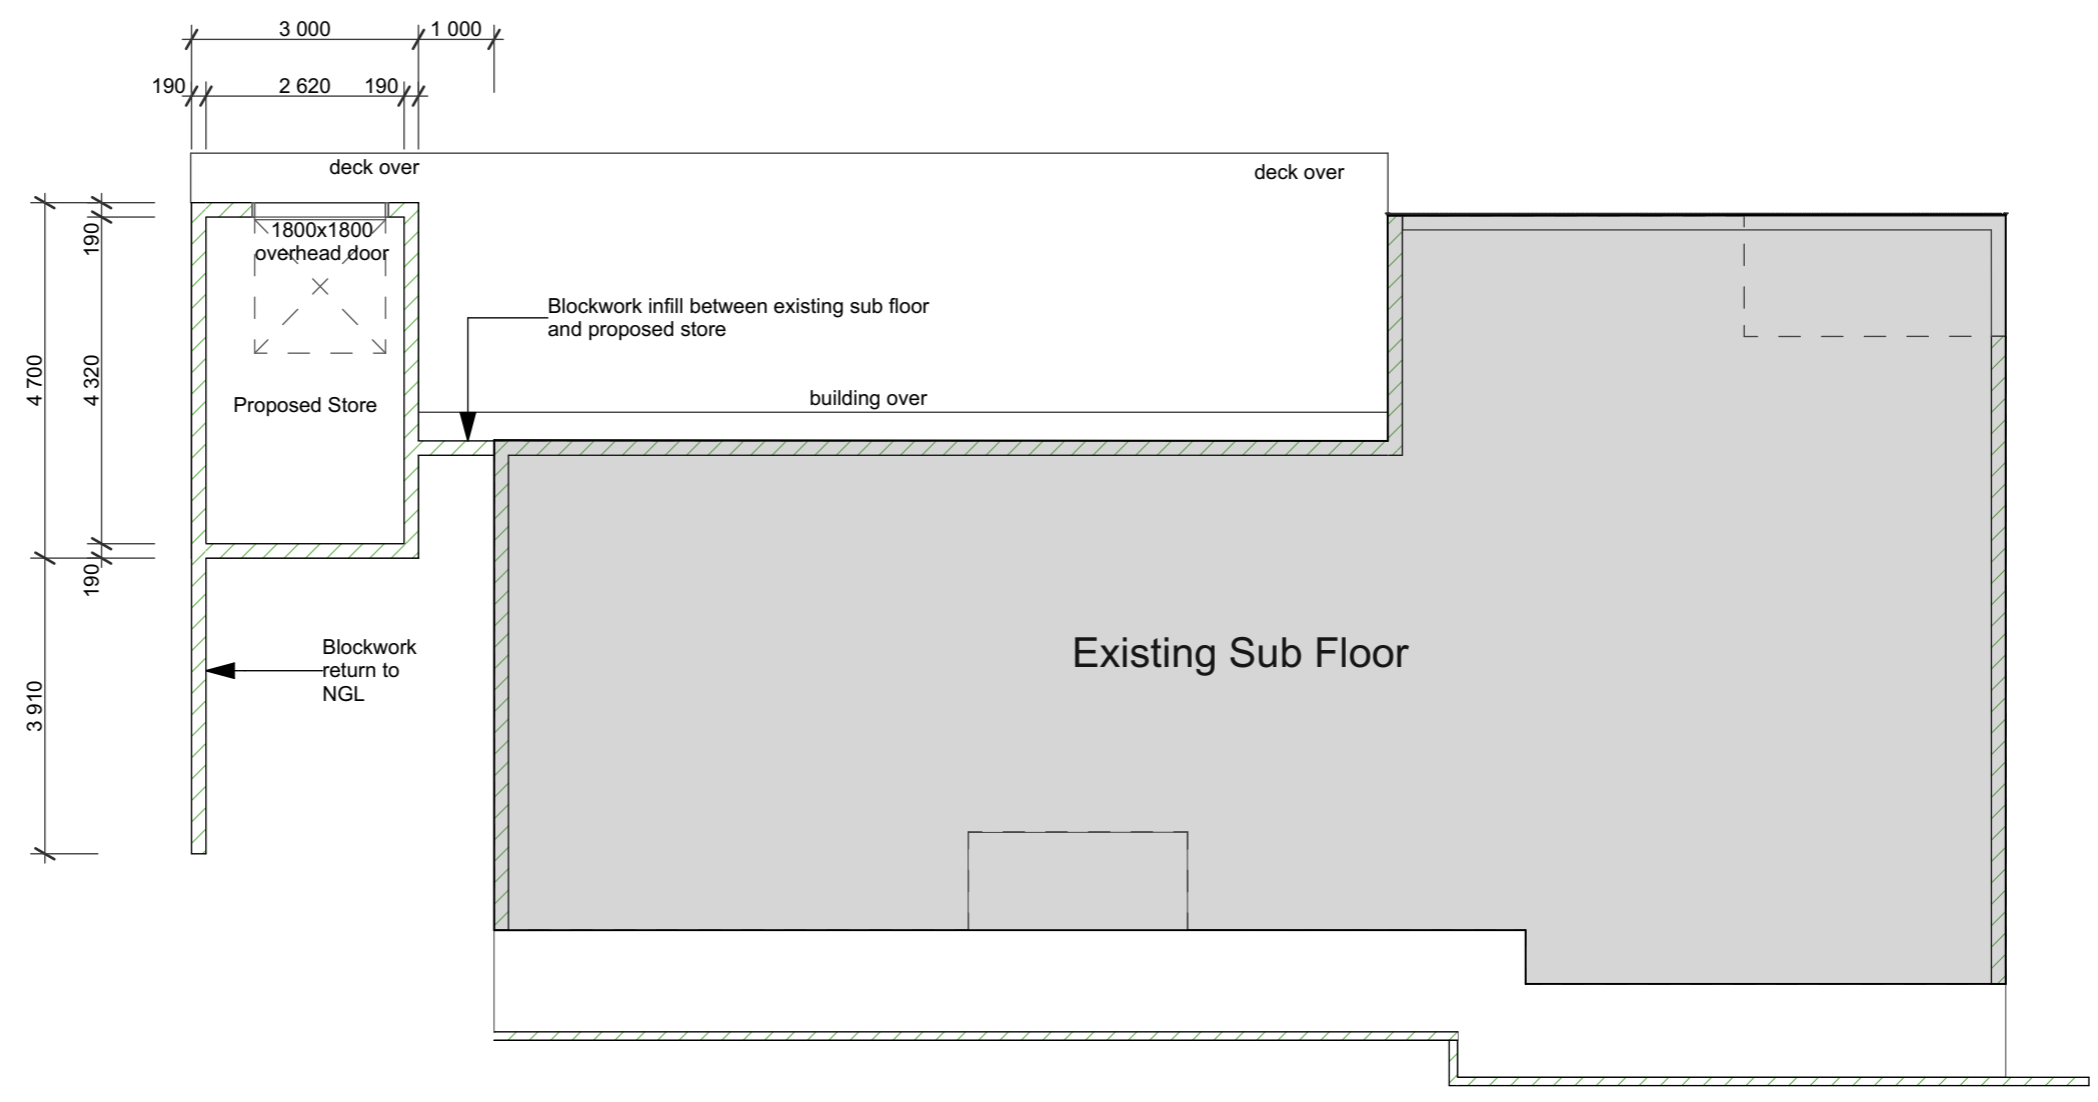 3 000
1 000
190
2 620
190
deck over
deck over
1800x1800
overhead door
190
4 700
4 320
Blockwork infill between existing sub floor
and proposed store
building over
Proposed Store
190
Existing Sub Floor
Blockwork
return to
NGL
3 910